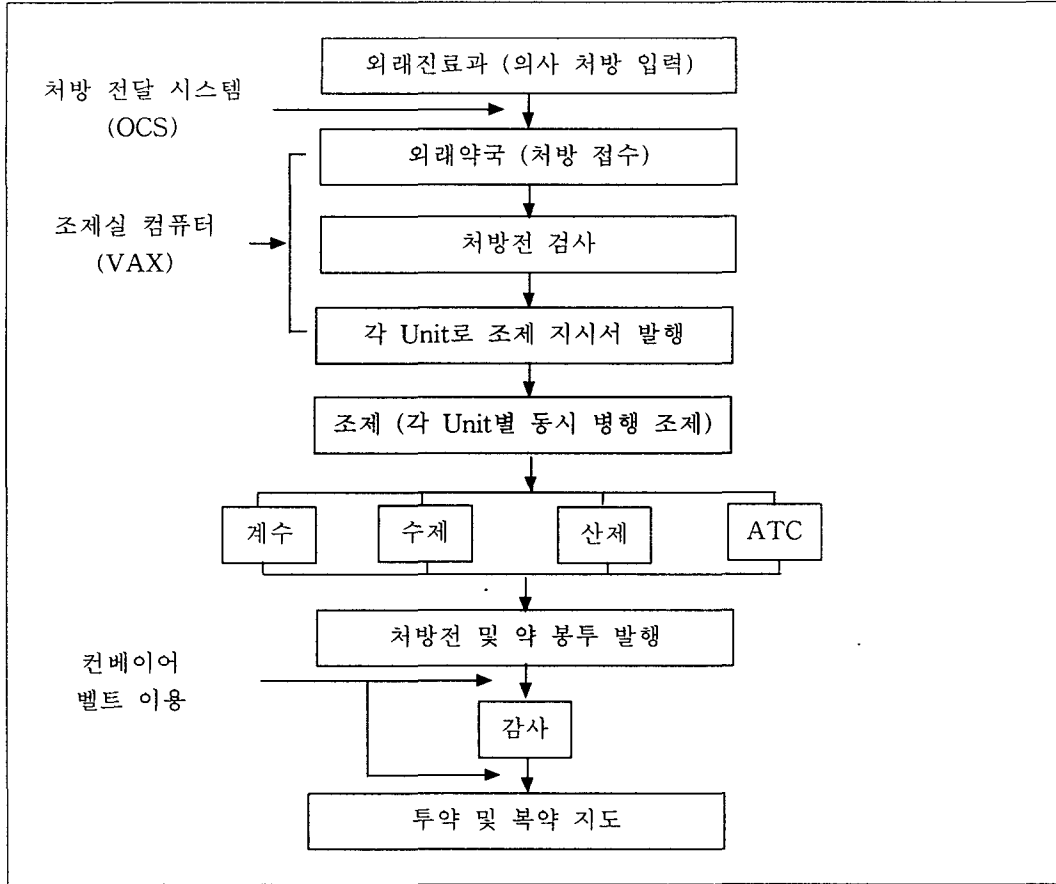 외래진료과 (의사 처방 입력)
처방 전달 시스템
(OCS)
외래약국 (처방 접수)
조제실 컴퓨터
(VAX)
처방전 검사
각 Unit로 조제 지시서 발행
조제 (각 Unit별 동시 병행 조제)
계수 수제 산제 ATC
처방전 및 약 봉투 발행
컨베이어
벨트 이용
감사
투약 및 복약 지도